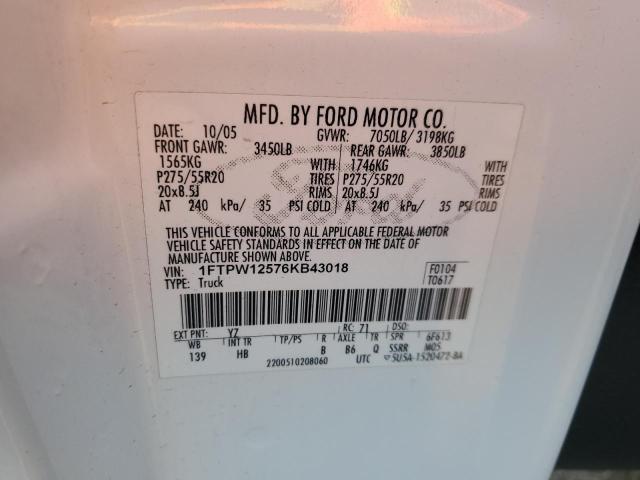 MFD. BY FORD MOTOR CO.
DATE: 10/05 GVWR: 7050LB/ 3198KG
FRONT GAWR: 3450LB REAR GAWR: 3850LB
1565KG WITH 1746KG WITH
P275/55R20 TIRES P275/55R20 TIRES
20x8.5J RIMS 20x8.5J RIMS
AT 240 kPa/ 35 PSI COLD AT 240 kPa/ 35 PSI COLD
THIS VEHICLE CONFORMS TO ALL APPLICABLE FEDERAL MOTOR
VEHICLE SAFETY STANDARDS IN EFFECT ON THE DATE OF
MANUFACTURE SHOWN ABOVE.
VIN: 1FTPW12576KB43018 F0104
TYPE: Truck T0617
EXT PNT: YZ RC: 71 DSO:
WB INT TR TP/PS R AXLE TR SPR 6F613
139 HB B B6 Q SSRR M05
2200510208060 UTC 5USA-1520472-BA
Ford